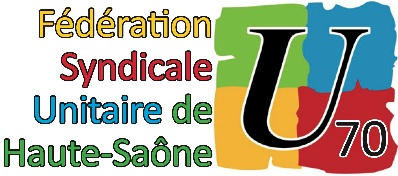 Fédération
Syndicale
Unitaire de
Haute-Saône
U
70